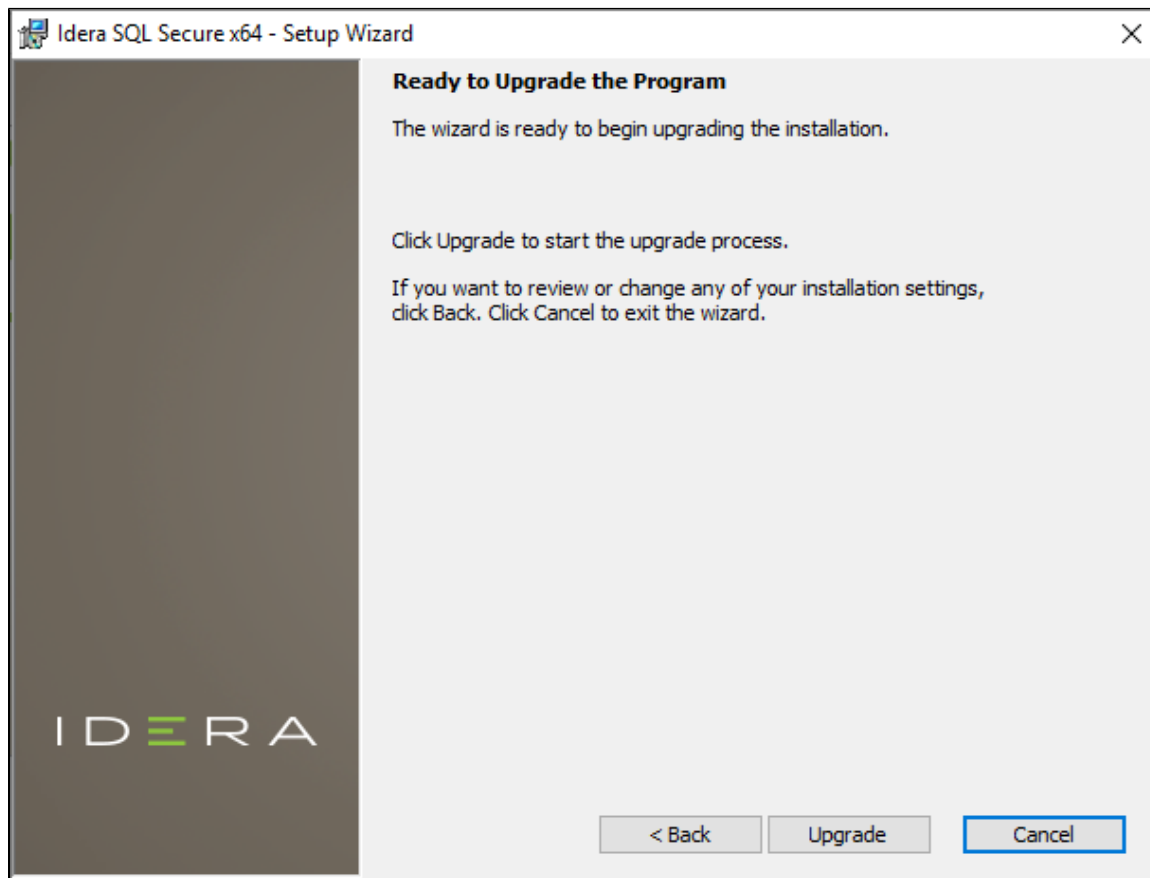 Idera SQL Secure x64 - Setup Wizard
Ready to Upgrade the Program
The wizard is ready to begin upgrading the installation.
Click Upgrade to start the upgrade process.
If you want to review or change any of your installation settings,
click Back. Click Cancel to exit the wizard.
IDERA
< Back
Upgrade
Cancel